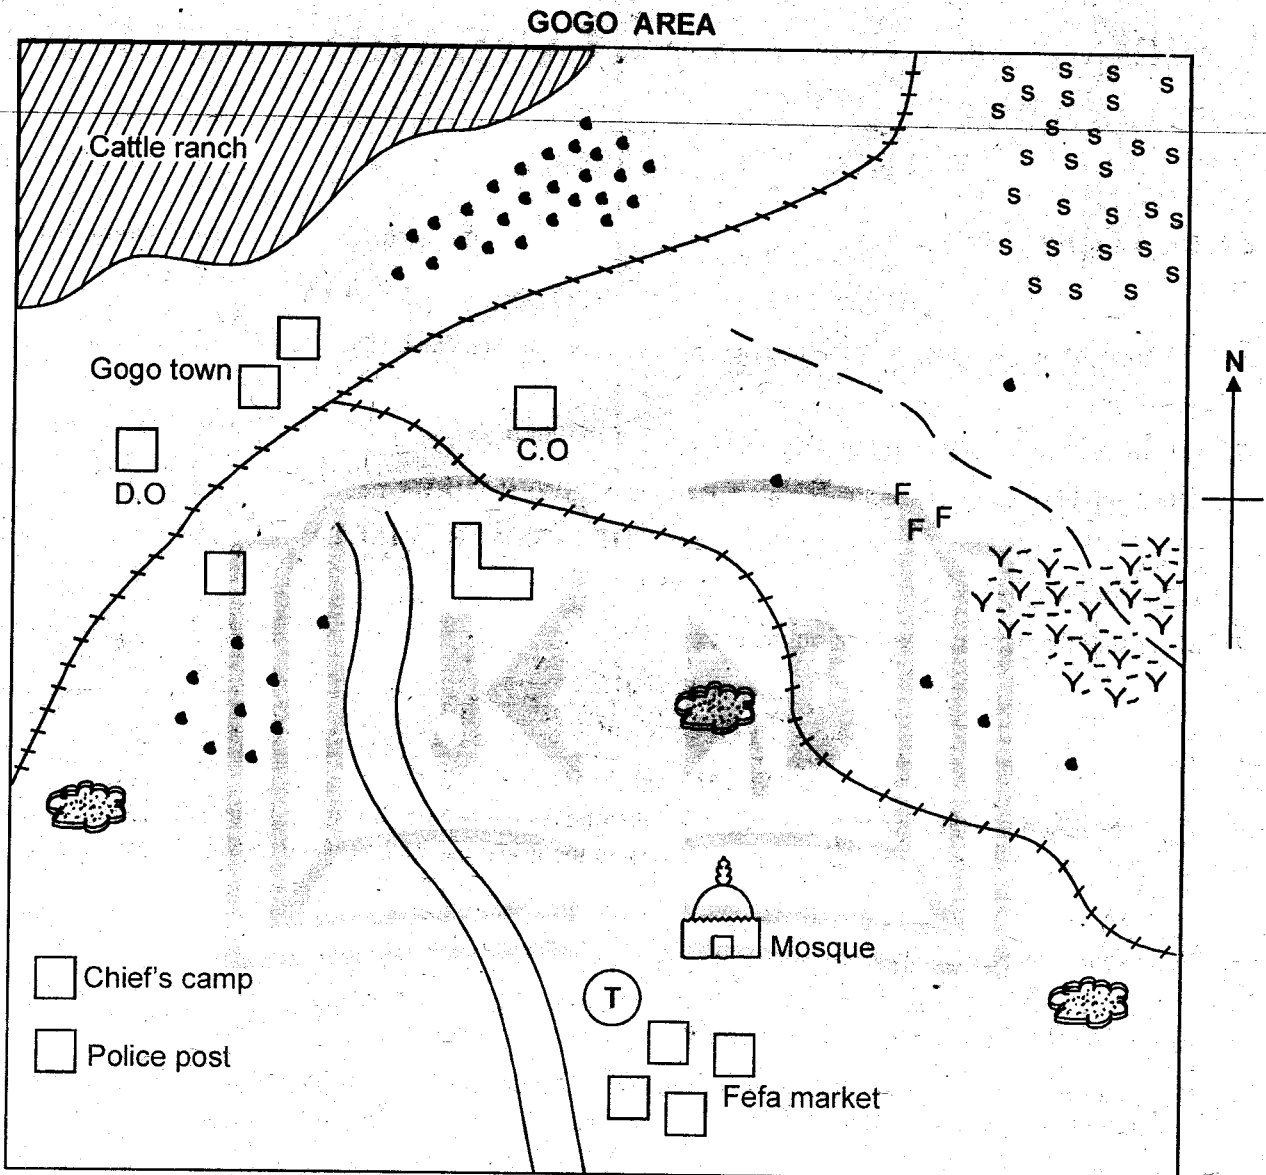 GOGO AREA
S S S S
S S S S
S S S S S
S S S
S S S S S
S S S S S
S S S
Cattle ranch
N
Gogo town
C.O
D.O
F
F F
Mosque
Chief's camp
T
Police post
Fefa market